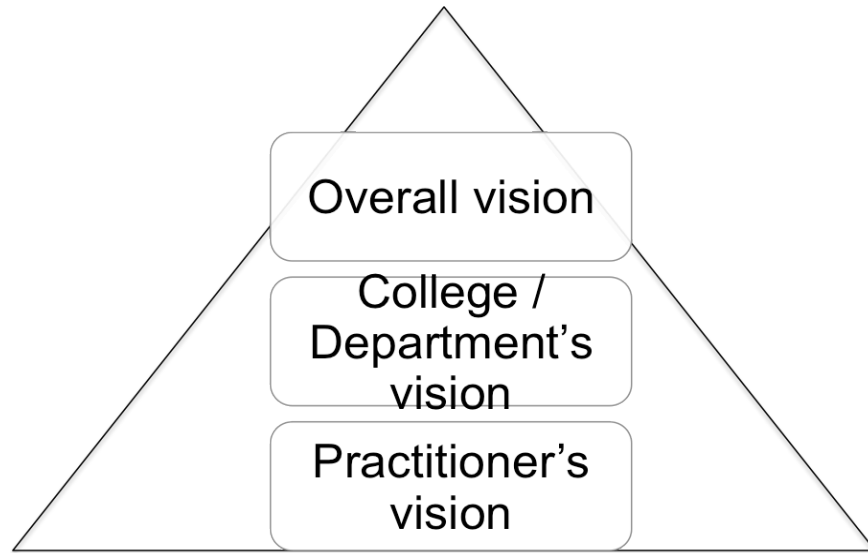 Overall vision
College /
Department’s
vision
Practitioner’s
vision